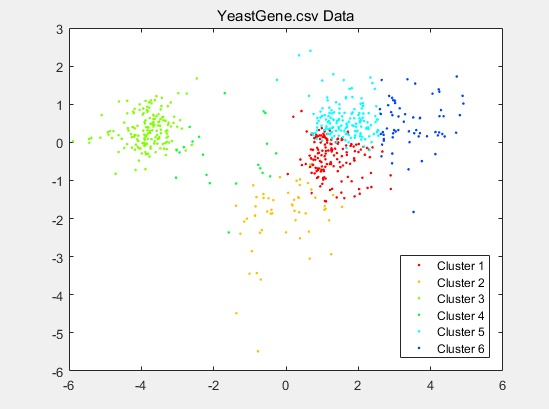 YeastGene.csv Data
3
2
1
0
-1
-2
-3
-4
-5
-6
-6
-4
-2
0
2
4
6
Cluster 1
Cluster 2
Cluster 3
Cluster 4
Cluster 5
Cluster 6